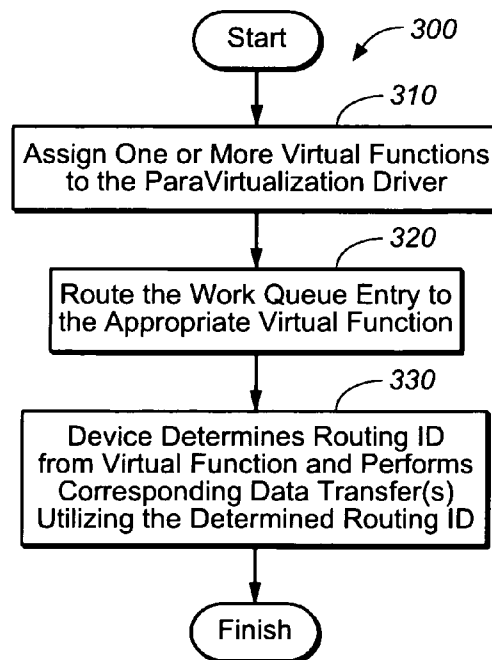 Start
300
310
Assign One or More Virtual Functions
to the ParaVirtualization Driver
320
Route the Work Queue Entry to
the Appropriate Virtual Function
330
Device Determines Routing ID
from Virtual Function and Performs
Corresponding Data Transfer(s)
Utilizing the Determined Routing ID
Finish